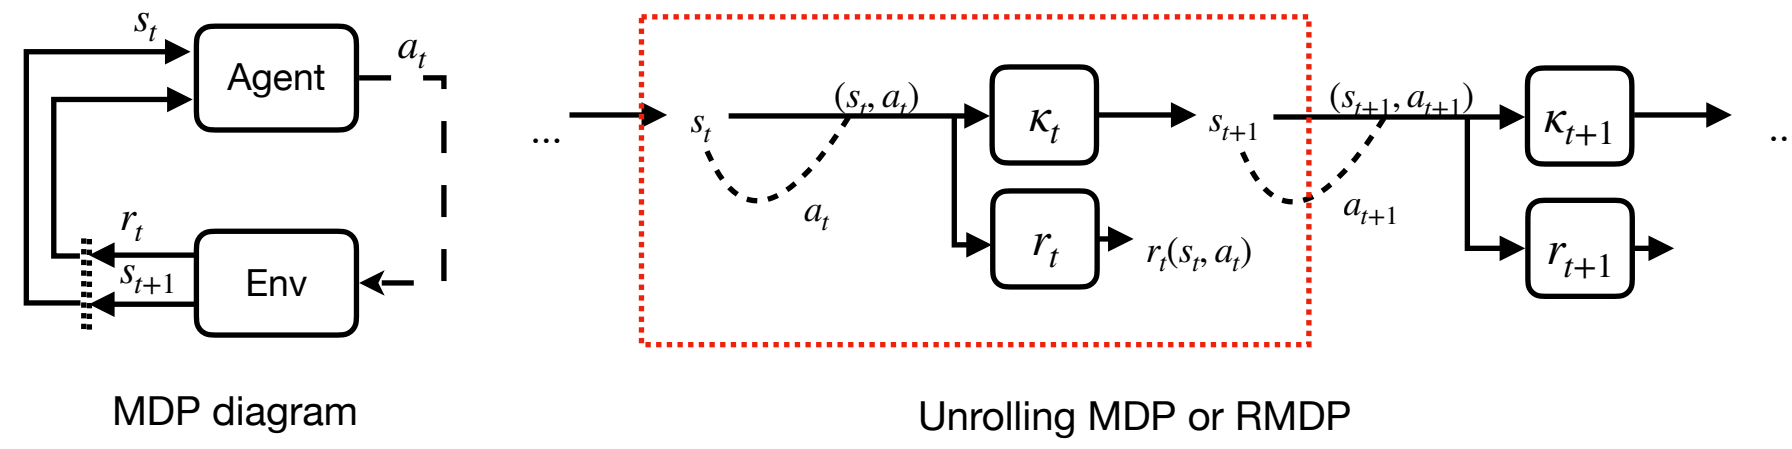 s_t
Agent
a_t
r_t
s_{t+1}
Env
MDP diagram
...
s_t
(s_t, a_t)
a_t
κ_t
r_t
r_t(s_t, a_t)
s_{t+1}
(s_{t+1}, a_{t+1})
a_{t+1}
κ_{t+1}
r_{t+1}
..
Unrolling MDP or RMDP